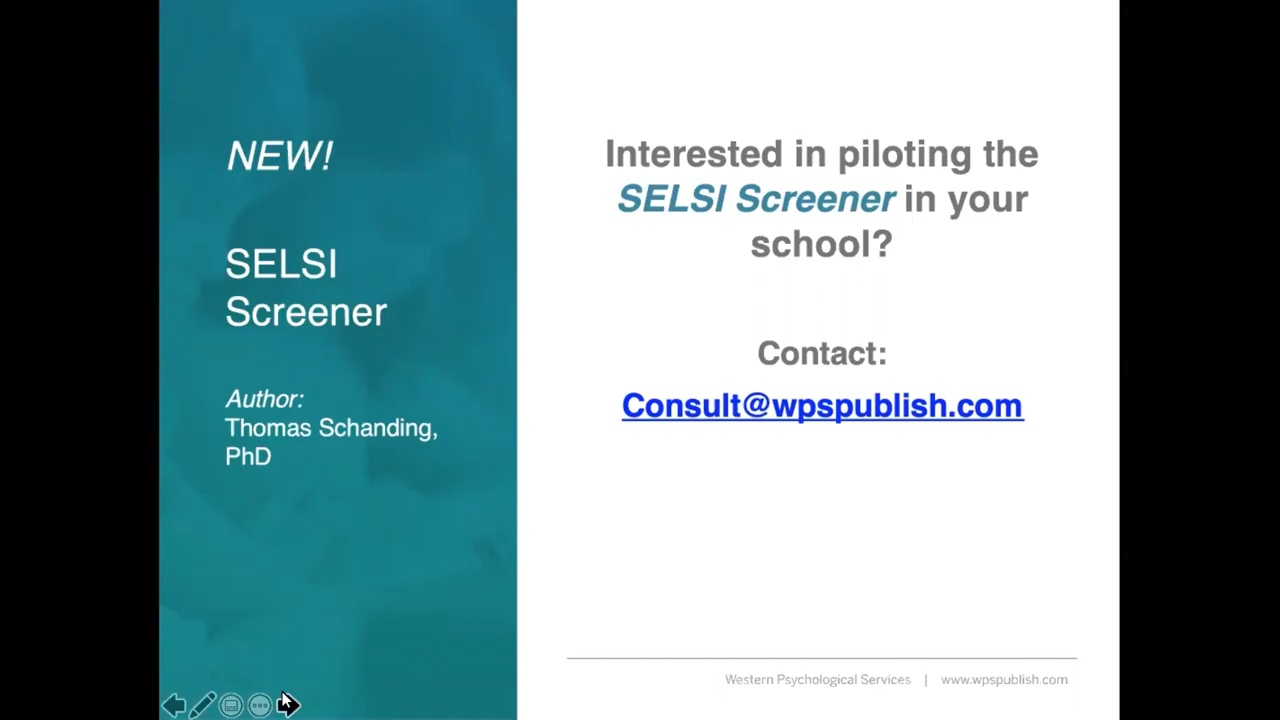 NEW!
SELSI
Screener
Author:
Thomas Schanding,
PhD
Interested in piloting the
SELSI Screener in your
school?
Contact:
Consult@wpspublish.com
Western Psychological Services | www.wpspublish.com